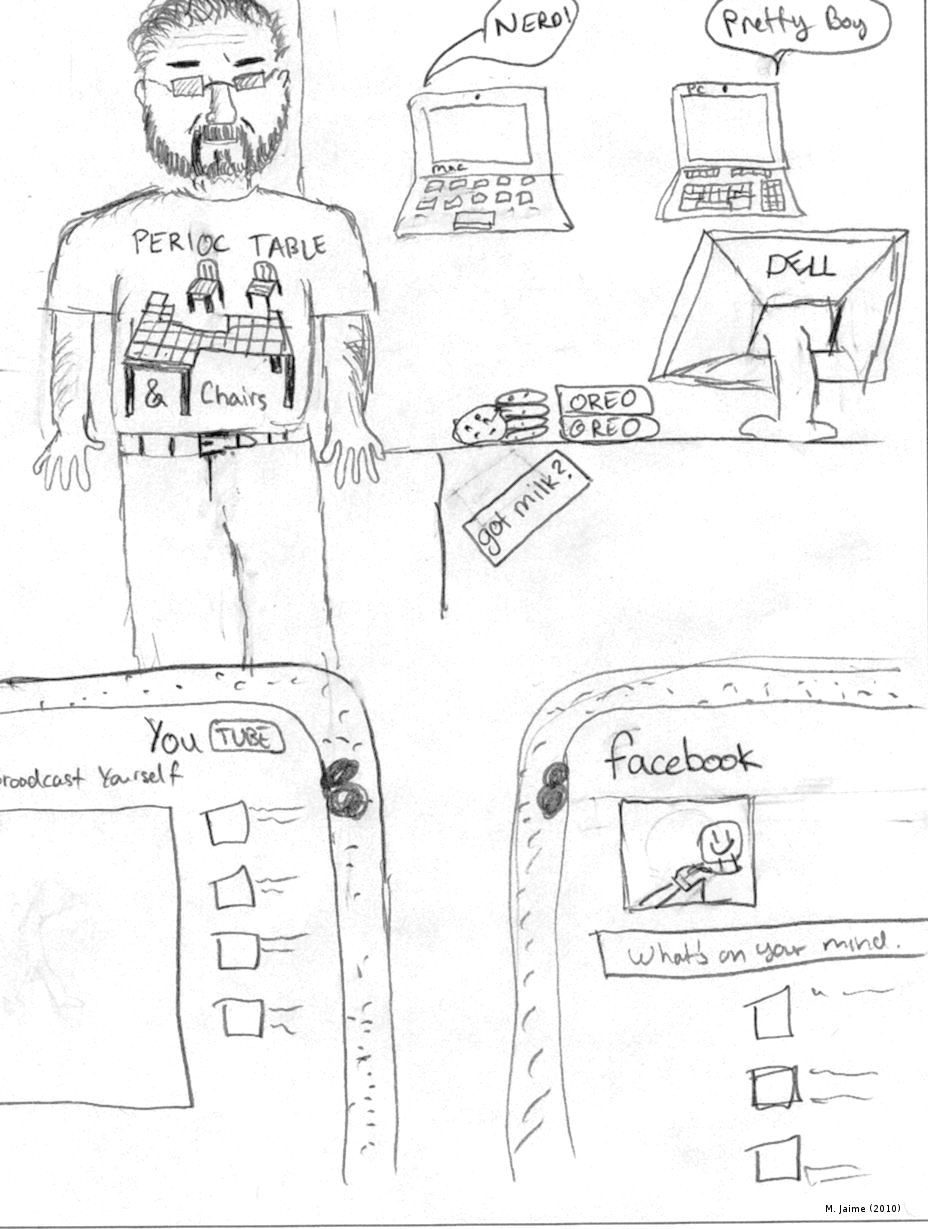 NERD!
Pretty Boy
mac
PC
PERIOC TABLE
& Chairs
DELL
OREO
OREO
got milk?
You TUBE
broadcast Yourself
facebook
What's on your mind.
M. Jaime (2010)